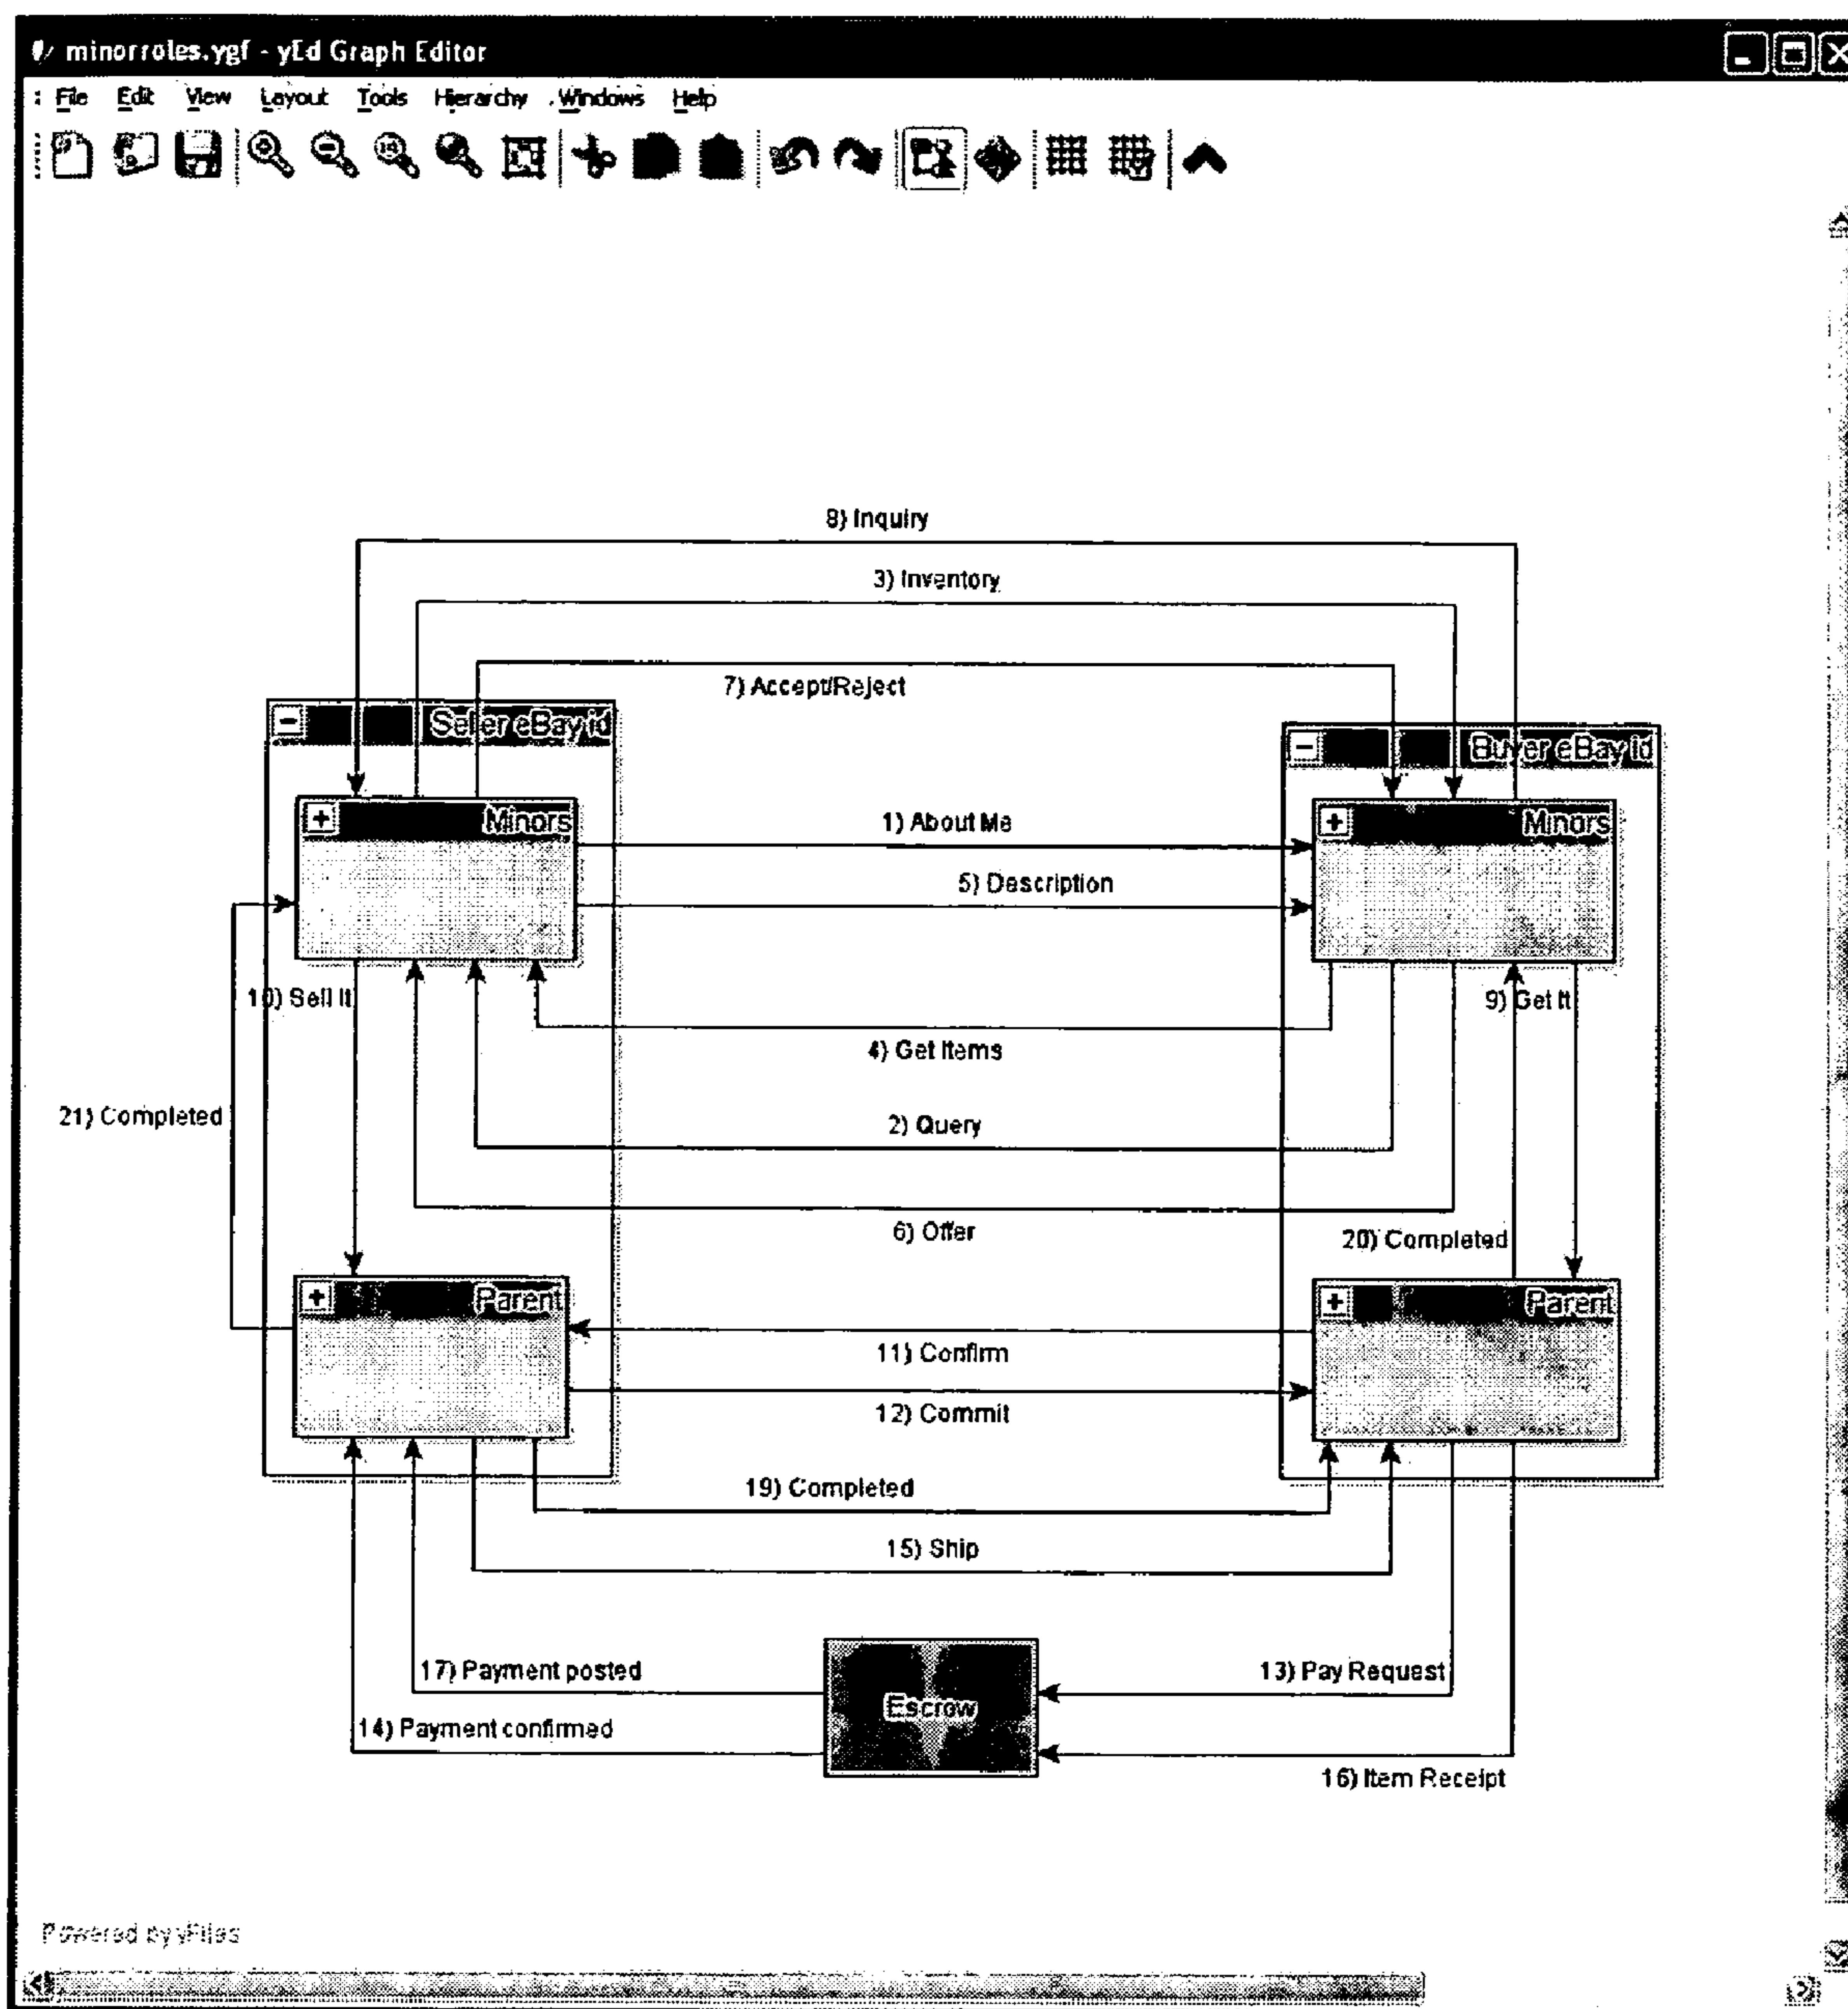 minorroles.ygf - yEd Graph Editor
File Edit View Layout Tools Hierarchy Windows Help
8) Inquiry
3) Inventory
7) Accept/Reject
Seller eBay id
Buyer eBay id
Minors
Minors
1) About Me
5) Description
10) Sell It
9) Get It
4) Get Items
21) Completed
2) Query
6) Offer
20) Completed
Parent
Parent
11) Confirm
12) Commit
19) Completed
15) Ship
17) Payment posted
13) Pay Request
Escrow
14) Payment confirmed
16) Item Receipt
Powered by yFiles